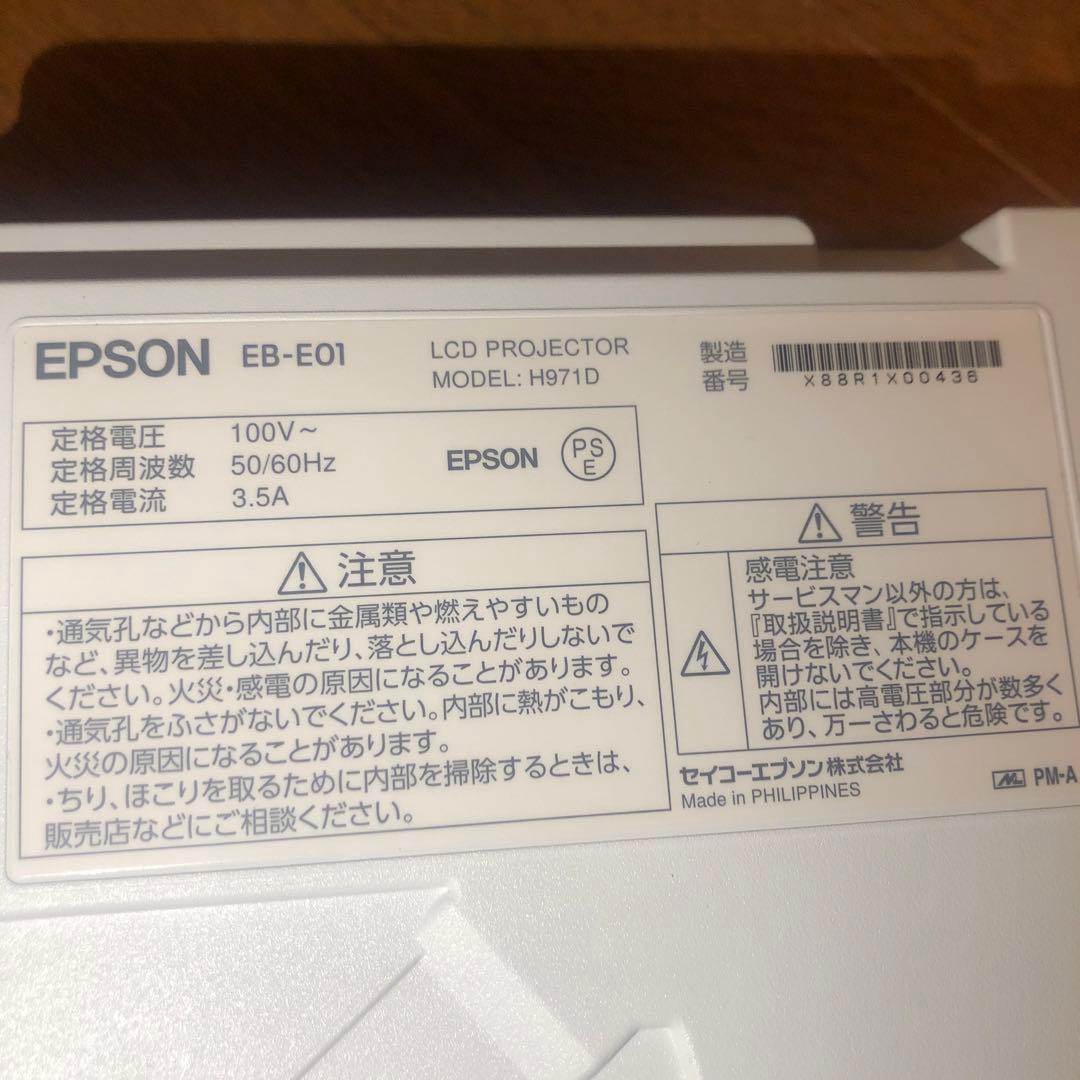 EPSON EB-E01
LCD PROJECTOR
MODEL: H971D
製造
番号
X88R1X00436
定格電圧 100V~
定格周波数 50/60Hz
定格電流 3.5A
EPSON
PS
E
注意
・通気孔などから内部に金属類や燃えやすいもの
など、異物を差し込んだり、落とし込んだりしないで
ください。火災・感電の原因になることがあります。
・通気孔をふさがないでください。内部に熱がこもり、
火災の原因になることがあります。
・ちり、ほこりを取るために内部を掃除するときは、
販売店などにご相談ください。
警告
感電注意
サービスマン以外の方は、
『取扱説明書』で指示している
場合を除き、本機のケースを
開けないでください。
内部には高電圧部分が数多く
あり、万一さわると危険です。
セイコーエプソン株式会社
Made in PHILIPPINES
PM-A